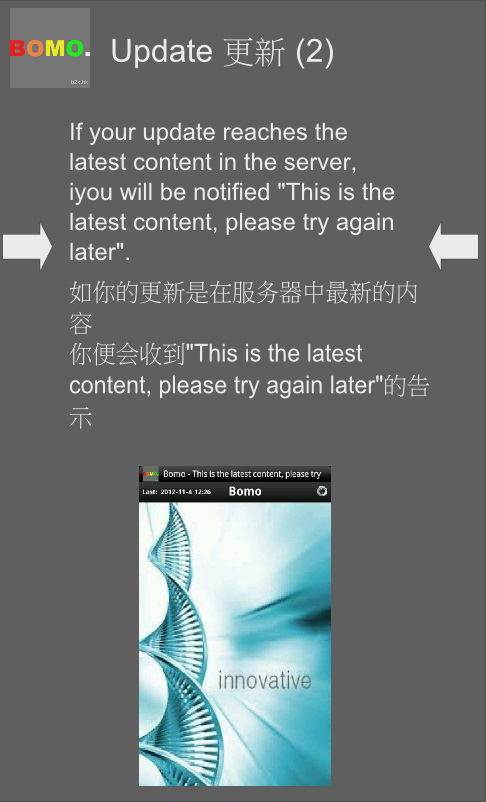 BOMO.
b2x.hk
Update 更新 (2)
If your update reaches the
latest content in the server,
iyou will be notified "This is the
latest content, please try again
later".
如你的更新是在服务器中最新的内
容
你便会收到"This is the latest
content, please try again later"的告
示
Bomo - This is the latest content, please try
Last: 2012-11-4 12:26 Bomo
innovative